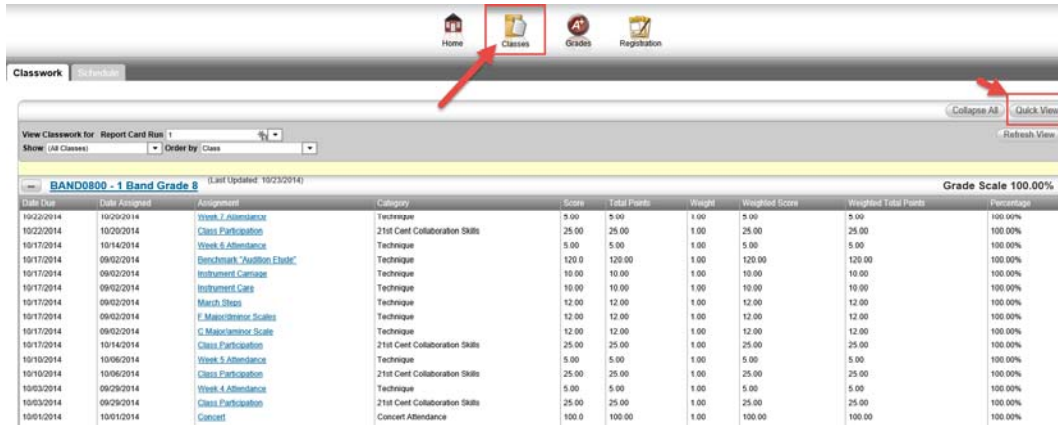 Home Classes Grades Registration
Classwork Schedule
Collapse All Quick View
View Classwork for Report Card Run 1
Refresh View
Show (All Classes) Order by Class
BAND0800 - 1 Band Grade 8 (Last Updated: 10/23/2014) Grade Scale 100.00%
Date Due Date Assigned Assignment Category Score Total Points Weight Weighted Score Weighted Total Points Percentage
10/22/2014 10/20/2014 Week 7 Attendance Technique 5.00 5.00 1.00 5.00 5.00 100.00%
10/22/2014 10/20/2014 Class Participation 21st Cent Collaboration Skills 25.00 25.00 1.00 25.00 25.00 100.00%
10/17/2014 10/14/2014 Week 6 Attendance Technique 5.00 5.00 1.00 5.00 5.00 100.00%
10/17/2014 09/02/2014 Benchmark "Audition Etude" Technique 120.0 120.00 1.00 120.00 120.00 100.00%
10/17/2014 09/02/2014 Instrument Carriage Technique 10.00 10.00 1.00 10.00 10.00 100.00%
10/17/2014 09/02/2014 Instrument Care Technique 10.00 10.00 1.00 10.00 10.00 100.00%
10/17/2014 09/02/2014 March Steps Technique 12.00 12.00 1.00 12.00 12.00 100.00%
10/17/2014 09/02/2014 F Major/dminor Scales Technique 12.00 12.00 1.00 12.00 12.00 100.00%
10/17/2014 09/02/2014 C Major/aminor Scale Technique 12.00 12.00 1.00 12.00 12.00 100.00%
10/17/2014 10/14/2014 Class Participation 21st Cent Collaboration Skills 25.00 25.00 1.00 25.00 25.00 100.00%
10/10/2014 10/06/2014 Week 5 Attendance Technique 5.00 5.00 1.00 5.00 5.00 100.00%
10/10/2014 10/06/2014 Class Participation 21st Cent Collaboration Skills 25.00 25.00 1.00 25.00 25.00 100.00%
10/03/2014 09/29/2014 Week 4 Attendance Technique 5.00 5.00 1.00 5.00 5.00 100.00%
10/03/2014 09/29/2014 Class Participation 21st Cent Collaboration Skills 25.00 25.00 1.00 25.00 25.00 100.00%
10/01/2014 10/01/2014 Concert Concert Attendance 100.0 100.00 1.00 100.00 100.00 100.00%